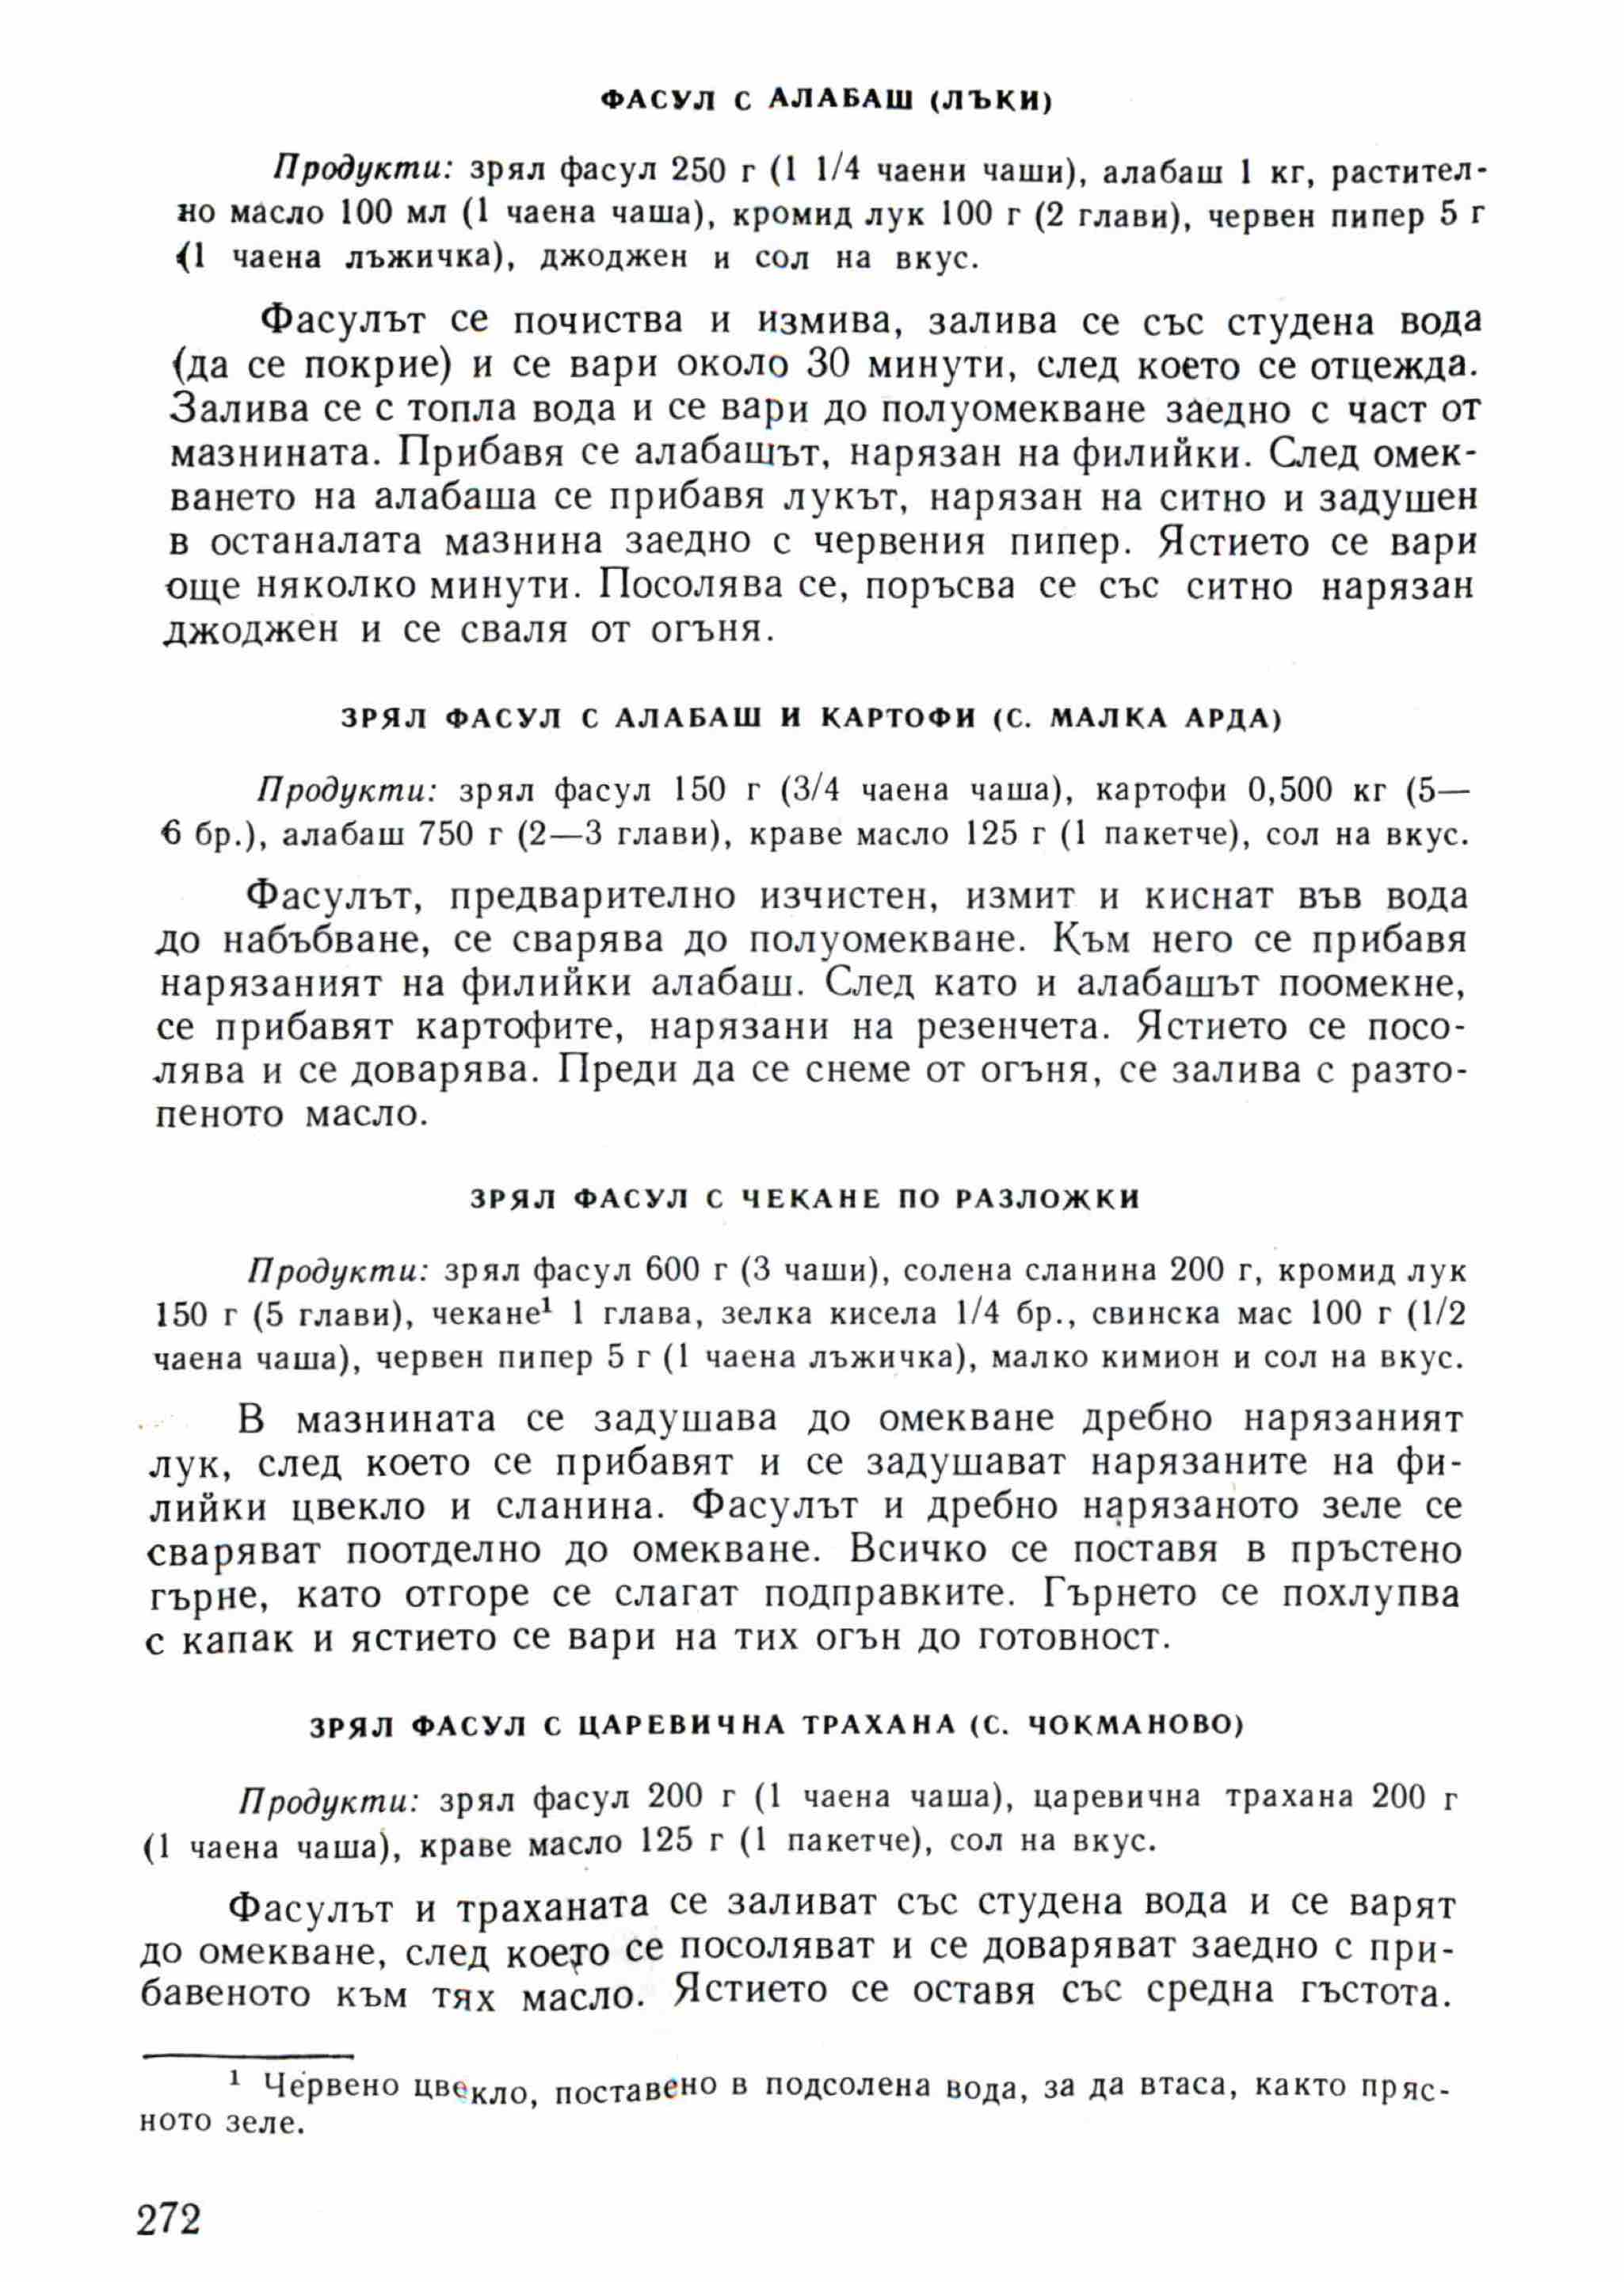 ФАСУЛ С АЛАБАШ (ЛЪКИ)
Продукти: зрял фасул 250 г (1 1/4 чаени чаши), алабаш 1 кг, растител-
но масло 100 мл (1 чаена чаша), кромид лук 100 г (2 глави), червен пипер 5 г
(1 чаена лъжичка), джоджен и сол на вкус.
Фасулът се почиства и измива, залива се със студена вода
(да се покрие) и се вари около 30 минути, след което се отцежда.
Залива се с топла вода и се вари до полуомекване заедно с част от
мазнината. Прибавя се алабашът, нарязан на филийки. След омек-
ването на алабаша се прибавя лукът, нарязан на ситно и задушен
в останалата мазнина заедно с червения пипер. Ястието се вари
още няколко минути. Посолява се, поръсва се със ситно нарязан
джоджен и се сваля от огъня.
ЗРЯЛ ФАСУЛ С АЛАБАШ И КАРТОФИ (С. МАЛКА АРДА)
Продукти: зрял фасул 150 г (3/4 чаена чаша), картофи 0,500 кг (5—
6 бр.), алабаш 750 г (2—3 глави), краве масло 125 г (1 пакетче), сол на вкус.
Фасулът, предварително изчистен, измит и киснат във вода
до набъбване, се сварява до полуомекване. Към него се прибавя
нарязаният на филийки алабаш. След като и алабашът поомекне,
се прибавят картофите, нарязани на резенчета. Ястието се посо-
лява и се доварява. Преди да се снеме от огъня, се залива с разто-
пеното масло.
ЗРЯЛ ФАСУЛ С ЧЕКАНЕ ПО РАЗЛОЖКИ
Продукти: зрял фасул 600 г (3 чаши), солена сланина 200 г, кромид лук
150 г (5 глави), чекане¹ 1 глава, зелка кисела 1/4 бр., свинска мас 100 г (1/2
чаена чаша), червен пипер 5 г (1 чаена лъжичка), малко кимион и сол на вкус.
В мазнината се задушава до омекване дребно нарязаният
лук, след което се прибавят и се задушават нарязаните на фи-
лийки цвекло и сланина. Фасулът и дребно нарязаното зеле се
сваряват поотделно до омекване. Всичко се поставя в пръстено
гърне, като отгоре се слагат подправките. Гърнето се похлупва
с капак и ястието се вари на тих огън до готовност.
ЗРЯЛ ФАСУЛ С ЦАРЕВИЧНА ТРАХАНА (С. ЧОКМАНОВО)
Продукти: зрял фасул 200 г (1 чаена чаша), царевична трахана 200 г
(1 чаена чаша), краве масло 125 г (1 пакетче), сол на вкус.
Фасулът и траханата се заливат със студена вода и се варят
до омекване, след което се посоляват и се доваряват заедно с при-
бавеното към тях масло. Ястието се оставя със средна гъстота.
¹ Червено цвекло, поставено в подсолена вода, за да втаса, както пряс-
ното зеле.
272